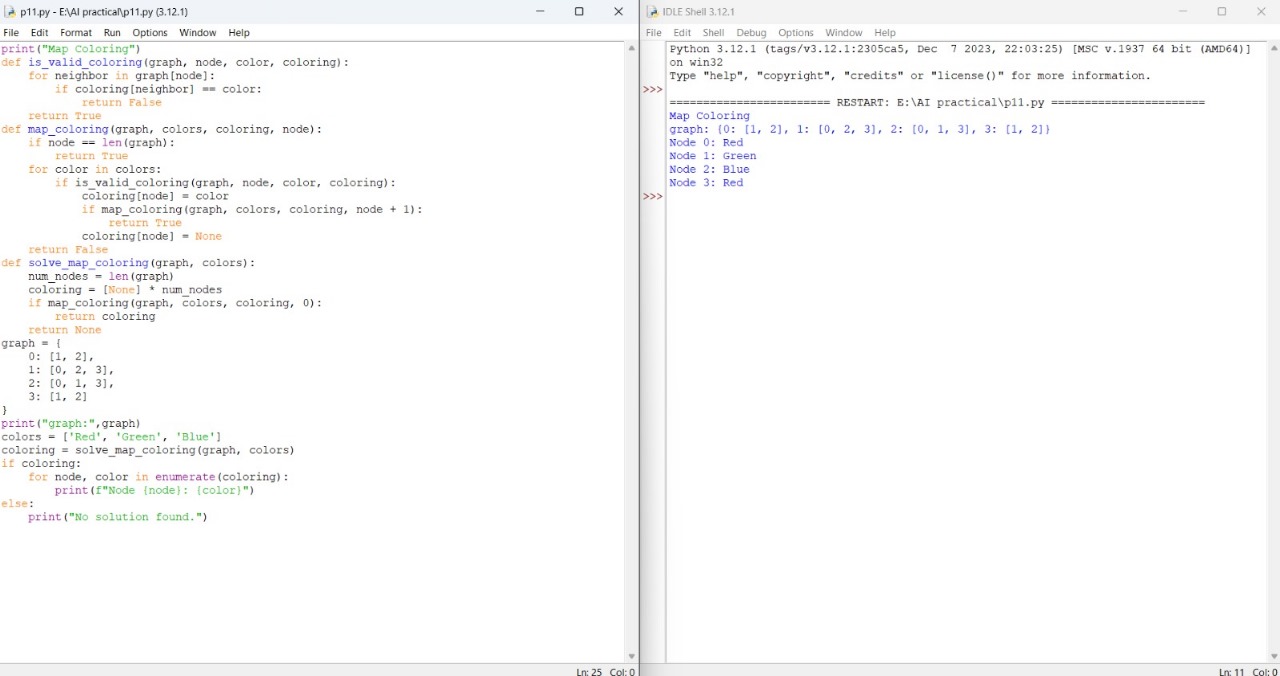 p11.py - E:\AI practical\p11.py (3.12.1)
File Edit Format Run Options Window Help
print("Map Coloring")
def is_valid_coloring(graph, node, color, coloring):
    for neighbor in graph[node]:
        if coloring[neighbor] == color:
            return False
    return True
def map_coloring(graph, colors, coloring, node):
    if node == len(graph):
        return True
    for color in colors:
        if is_valid_coloring(graph, node, color, coloring):
            coloring[node] = color
            if map_coloring(graph, colors, coloring, node + 1):
                return True
            coloring[node] = None
    return False
def solve_map_coloring(graph, colors):
    num_nodes = len(graph)
    coloring = [None] * num_nodes
    if map_coloring(graph, colors, coloring, 0):
        return coloring
    return None
graph = {
    0: [1, 2],
    1: [0, 2, 3],
    2: [0, 1, 3],
    3: [1, 2]
}
print("graph:",graph)
colors = ['Red', 'Green', 'Blue']
coloring = solve_map_coloring(graph, colors)
if coloring:
    for node, color in enumerate(coloring):
        print(f"Node {node}: {color}")
else:
    print("No solution found.")
Ln: 25 Col: 0
IDLE Shell 3.12.1
File Edit Shell Debug Options Window Help
Python 3.12.1 (tags/v3.12.1:2305ca5, Dec  7 2023, 22:03:25) [MSC v.1937 64 bit (AMD64)]
on win32
Type "help", "copyright", "credits" or "license()" for more information.
>>>
======================== RESTART: E:\AI practical\p11.py =======================
Map Coloring
graph: {0: [1, 2], 1: [0, 2, 3], 2: [0, 1, 3], 3: [1, 2]}
Node 0: Red
Node 1: Green
Node 2: Blue
Node 3: Red
>>>
Ln: 11 Col: 0